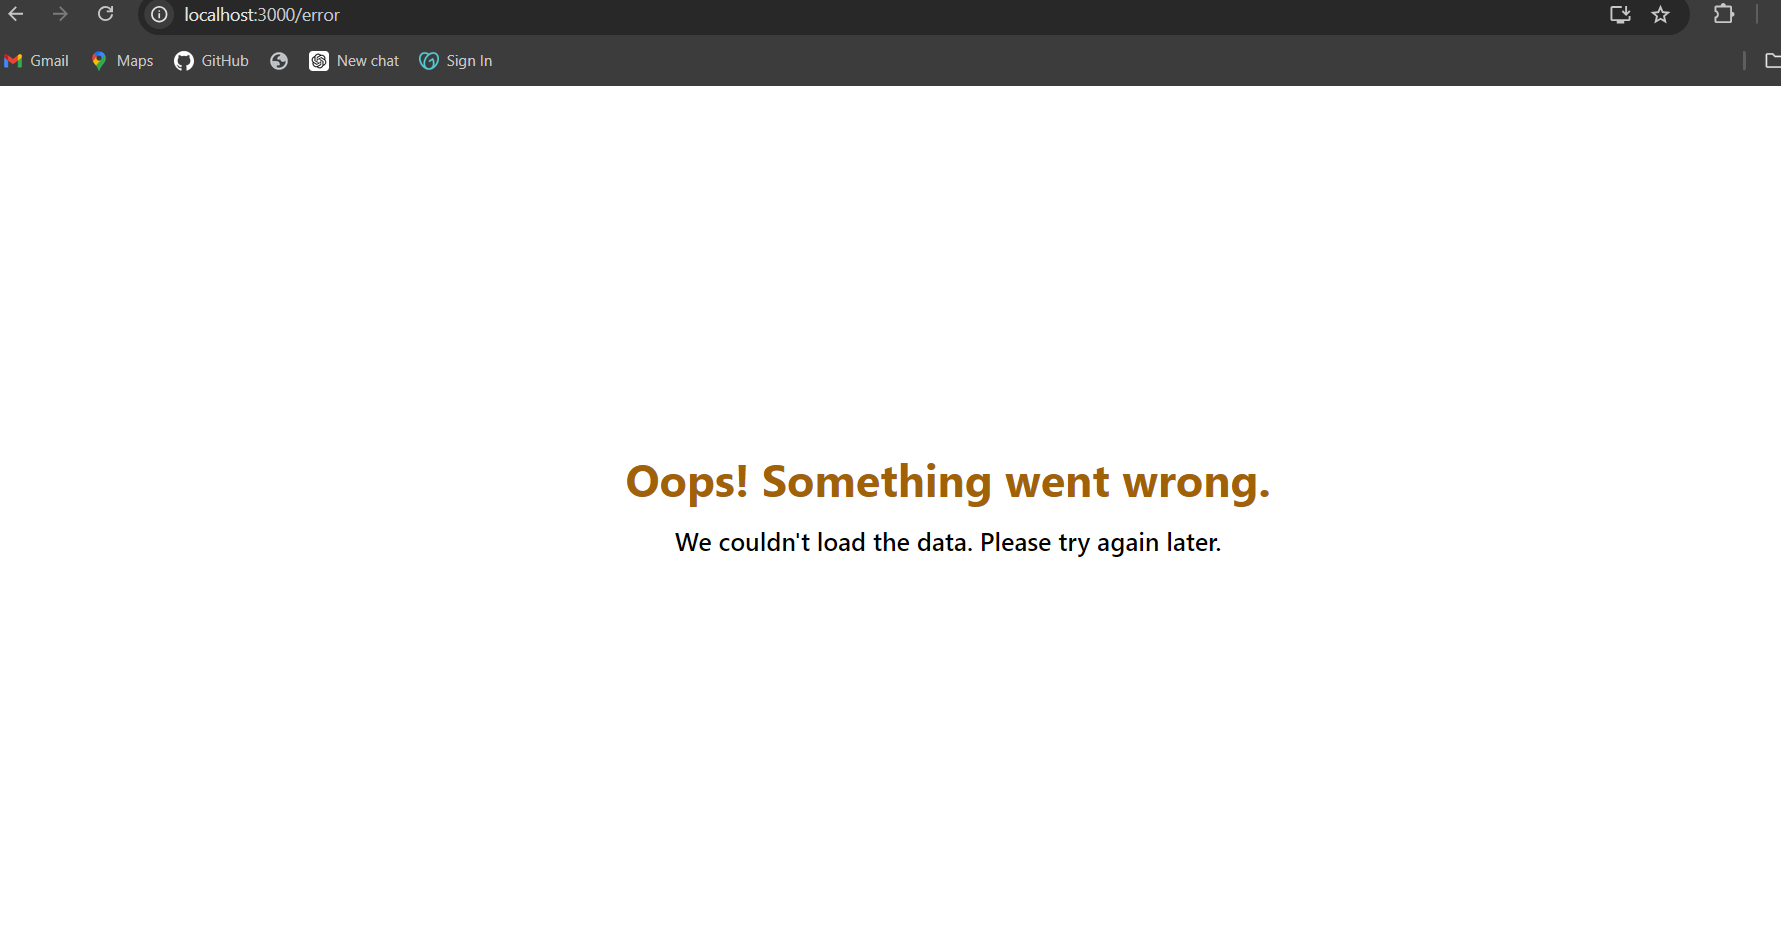 localhost:3000/error
Gmail Maps GitHub New chat Sign In
Oops! Something went wrong.
We couldn't load the data. Please try again later.